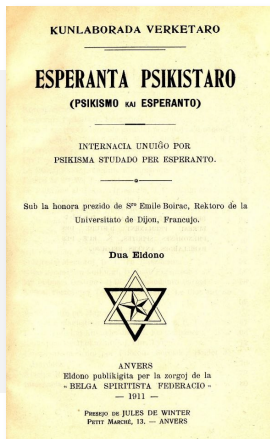 KUNLABORADA VERKETARO
ESPERANTA PSIKISTARO
(PSIKISMO KAJ ESPERANTO)
INTERNACIA UNUIĜO POR
PSIKISMA STUDADO PER ESPERANTO.
Sub la honora prezido de Sro Emile Boirac, Rektoro de la
Universitato de Dijon, Francujo.
Dua Eldono
ANVERS
Eldono publikigita per la zorgoj de la
« BELGA SPIRITISTA FEDERACIO »
— 1911 —
PRESEJO DE JULES DE WINTER
PETIT MARCHÉ, 13. — ANVERS